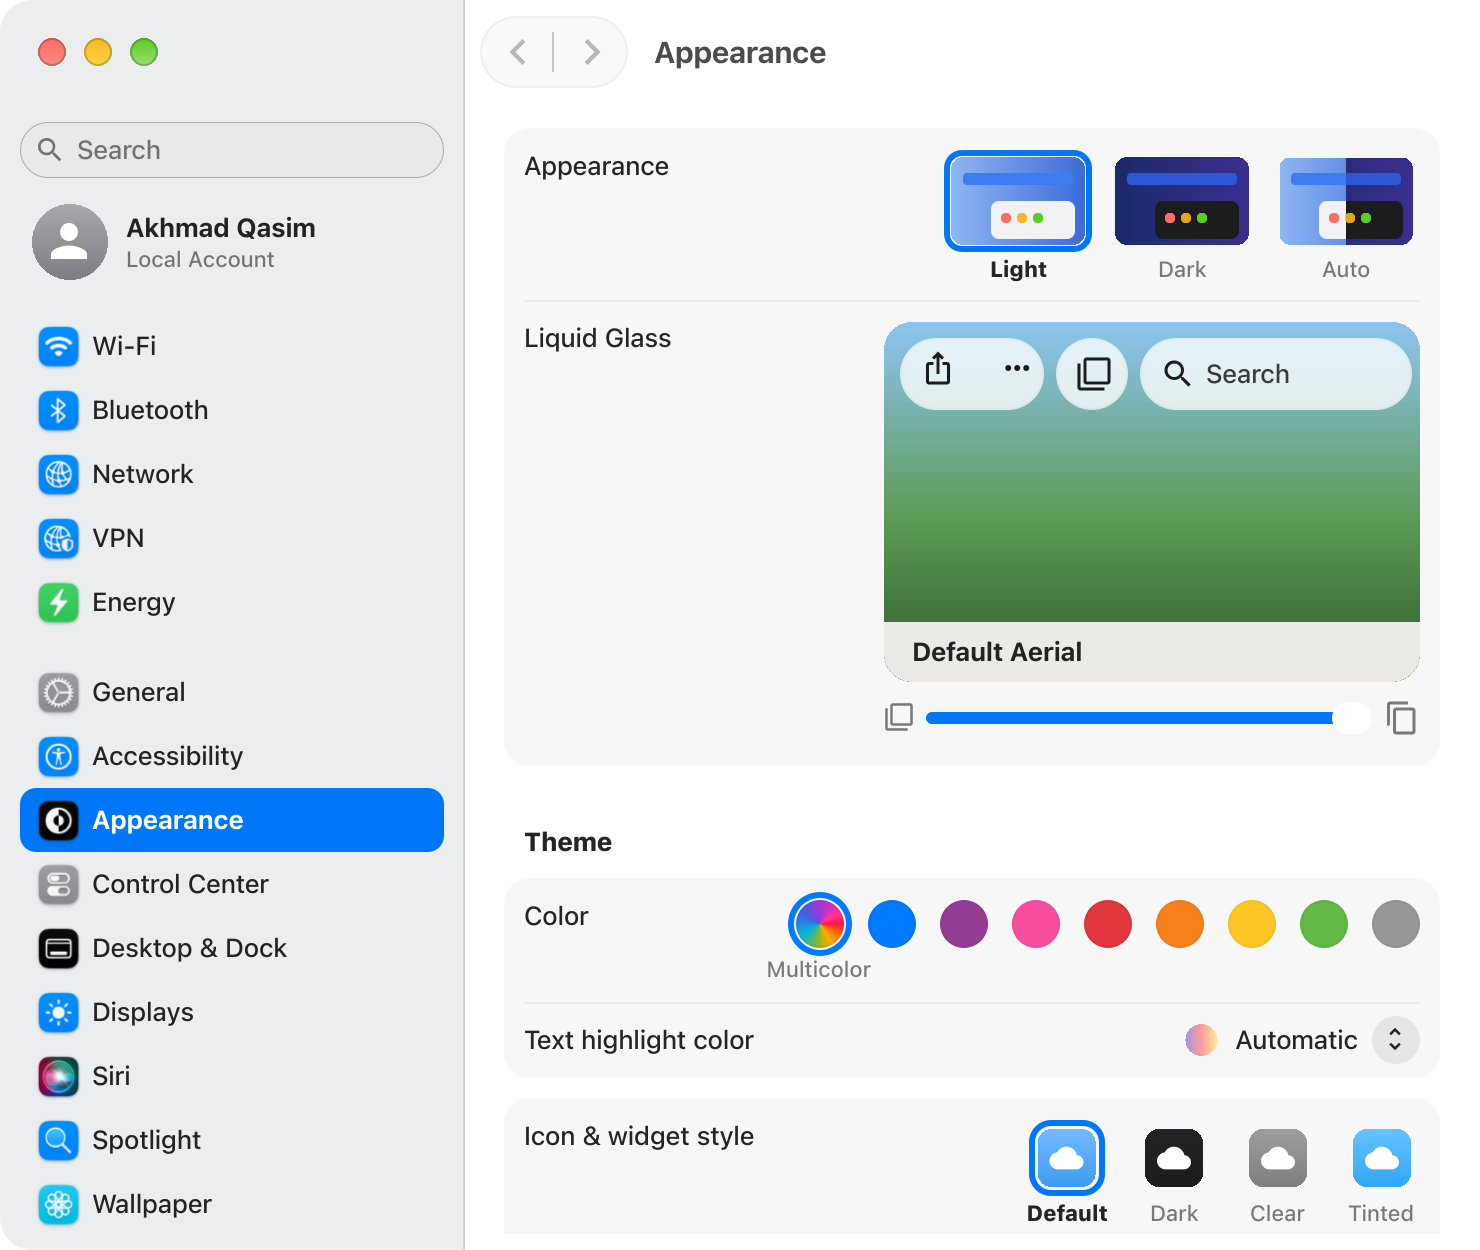 Search
Akhmad Qasim
Local Account
Wi-Fi
Bluetooth
Network
VPN
Energy
General
Accessibility
Appearance
Control Center
Desktop & Dock
Displays
Siri
Spotlight
Wallpaper
Appearance
Appearance
Light
Dark
Auto
Liquid Glass
Search
Default Aerial
Theme
Color
Multicolor
Text highlight color
Automatic
Icon & widget style
Default
Dark
Clear
Tinted